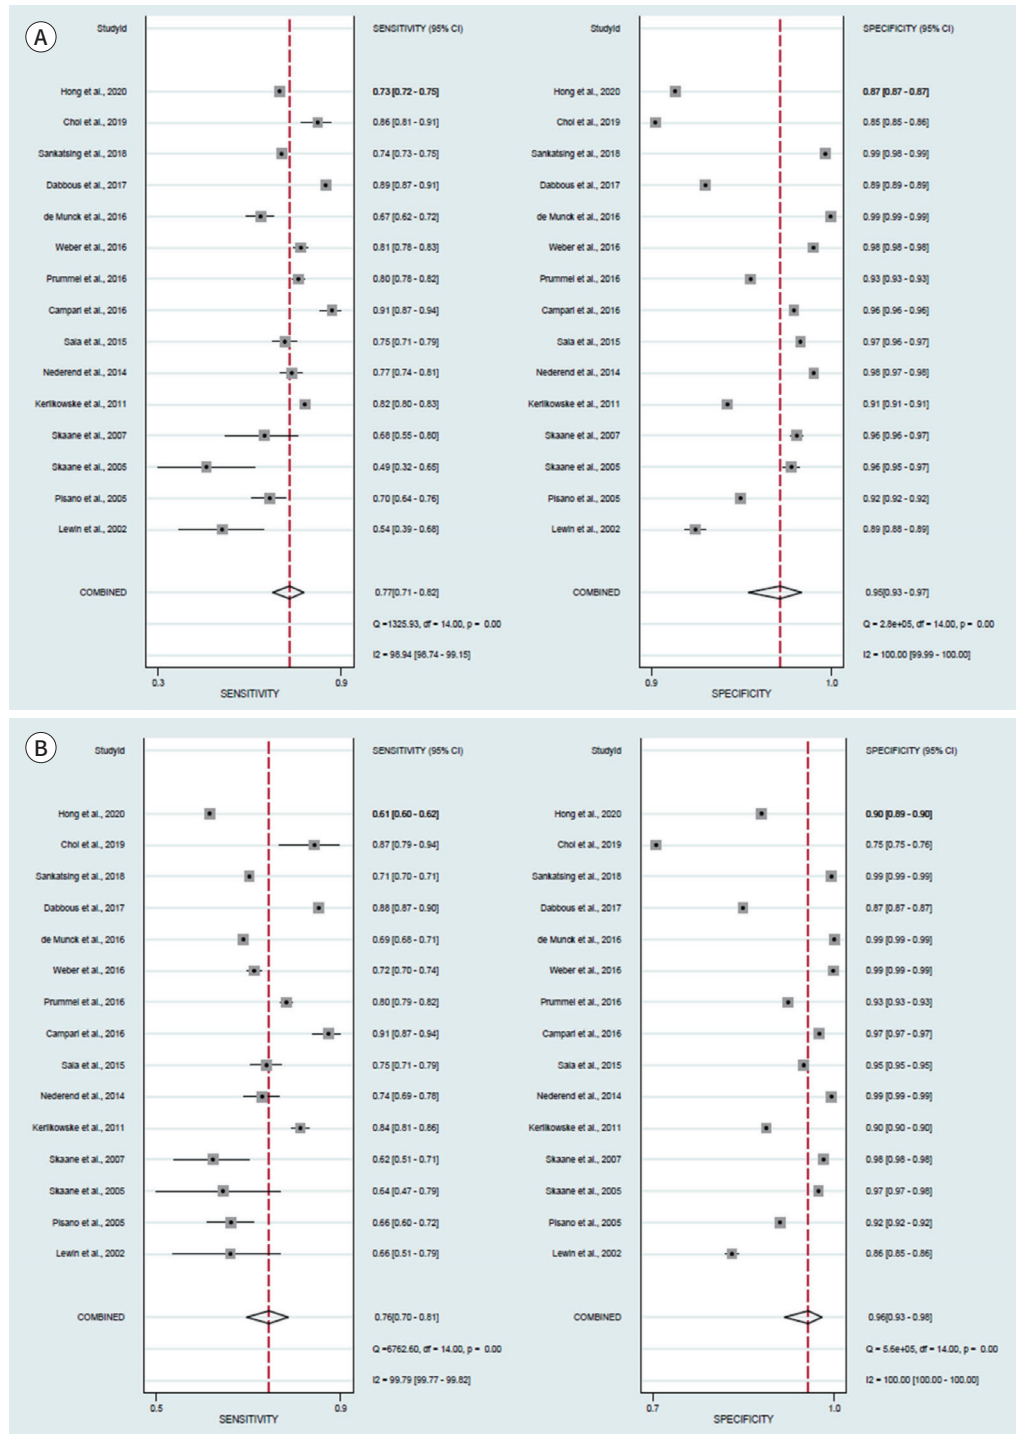 A
StudyId SENSITIVITY (95% CI) StudyId SPECIFICITY (95% CI)
Hong et al., 2020 0.73 [0.72 - 0.75] Hong et al., 2020 0.87 [0.87 - 0.87]
Choi et al., 2019 0.86 [0.81 - 0.91] Choi et al., 2019 0.85 [0.85 - 0.86]
Sankatsing et al., 2018 0.74 [0.73 - 0.75] Sankatsing et al., 2018 0.99 [0.98 - 0.99]
Dabbous et al., 2017 0.89 [0.87 - 0.91] Dabbous et al., 2017 0.89 [0.89 - 0.89]
de Munck et al., 2016 0.67 [0.62 - 0.72] de Munck et al., 2016 0.99 [0.99 - 0.99]
Weber et al., 2016 0.81 [0.78 - 0.83] Weber et al., 2016 0.98 [0.98 - 0.98]
Prummel et al., 2016 0.80 [0.78 - 0.82] Prummel et al., 2016 0.93 [0.93 - 0.93]
Campari et al., 2016 0.91 [0.87 - 0.94] Campari et al., 2016 0.96 [0.96 - 0.96]
Sala et al., 2015 0.75 [0.71 - 0.79] Sala et al., 2015 0.97 [0.96 - 0.97]
Nederend et al., 2014 0.77 [0.74 - 0.81] Nederend et al., 2014 0.98 [0.97 - 0.98]
Kerlikowske et al., 2011 0.82 [0.80 - 0.83] Kerlikowske et al., 2011 0.91 [0.91 - 0.91]
Skaane et al., 2007 0.68 [0.55 - 0.80] Skaane et al., 2007 0.96 [0.96 - 0.97]
Skaane et al., 2005 0.49 [0.32 - 0.65] Skaane et al., 2005 0.96 [0.95 - 0.97]
Pisano et al., 2005 0.70 [0.64 - 0.76] Pisano et al., 2005 0.92 [0.92 - 0.92]
Lewin et al., 2002 0.54 [0.39 - 0.68] Lewin et al., 2002 0.89 [0.88 - 0.89]
COMBINED 0.77[0.71 - 0.82] COMBINED 0.95[0.93 - 0.97]
Q =1325.93, df = 14.00, p = 0.00 Q = 2.8e+05, df = 14.00, p = 0.00
I2 = 98.94 [98.74 - 99.15] I2 = 100.00 [99.99 - 100.00]
0.3 0.9 0.9 1.0
SENSITIVITY SPECIFICITY
B
StudyId SENSITIVITY (95% CI) StudyId SPECIFICITY (95% CI)
Hong et al., 2020 0.61 [0.60 - 0.62] Hong et al., 2020 0.90 [0.89 - 0.90]
Choi et al., 2019 0.87 [0.79 - 0.94] Choi et al., 2019 0.75 [0.75 - 0.76]
Sankatsing et al., 2018 0.71 [0.70 - 0.71] Sankatsing et al., 2018 0.99 [0.99 - 0.99]
Dabbous et al., 2017 0.88 [0.87 - 0.90] Dabbous et al., 2017 0.87 [0.87 - 0.87]
de Munck et al., 2016 0.69 [0.68 - 0.71] de Munck et al., 2016 0.99 [0.99 - 0.99]
Weber et al., 2016 0.72 [0.70 - 0.74] Weber et al., 2016 0.99 [0.99 - 0.99]
Prummel et al., 2016 0.80 [0.79 - 0.82] Prummel et al., 2016 0.93 [0.93 - 0.93]
Campari et al., 2016 0.91 [0.87 - 0.94] Campari et al., 2016 0.97 [0.97 - 0.97]
Sala et al., 2015 0.75 [0.71 - 0.79] Sala et al., 2015 0.95 [0.95 - 0.95]
Nederend et al., 2014 0.74 [0.69 - 0.78] Nederend et al., 2014 0.99 [0.99 - 0.99]
Kerlikowske et al., 2011 0.84 [0.81 - 0.86] Kerlikowske et al., 2011 0.90 [0.90 - 0.90]
Skaane et al., 2007 0.62 [0.51 - 0.71] Skaane et al., 2007 0.98 [0.98 - 0.98]
Skaane et al., 2005 0.64 [0.47 - 0.79] Skaane et al., 2005 0.97 [0.97 - 0.98]
Pisano et al., 2005 0.66 [0.60 - 0.72] Pisano et al., 2005 0.92 [0.92 - 0.92]
Lewin et al., 2002 0.66 [0.51 - 0.79] Lewin et al., 2002 0.86 [0.85 - 0.86]
COMBINED 0.76[0.70 - 0.81] COMBINED 0.96[0.93 - 0.98]
Q =6762.60, df = 14.00, p = 0.00 Q = 5.6e+05, df = 14.00, p = 0.00
I2 = 99.79 [99.77 - 99.82] I2 = 100.00 [100.00 - 100.00]
0.5 0.9 0.7 1.0
SENSITIVITY SPECIFICITY